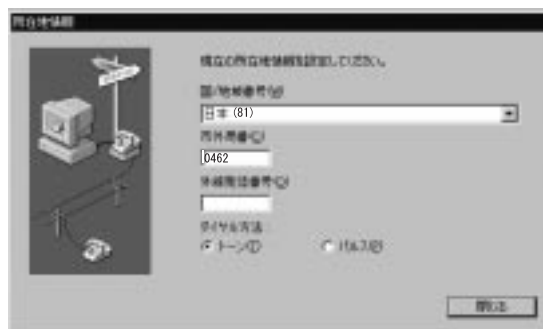 所在地情報
現在の所在地情報を設定してください。
国/地域番号(W)
日本 (81)
市外局番(C)
0462
外線発信番号(O)
ダイヤル方法:
トーン(T) パルス(P)
閉じる